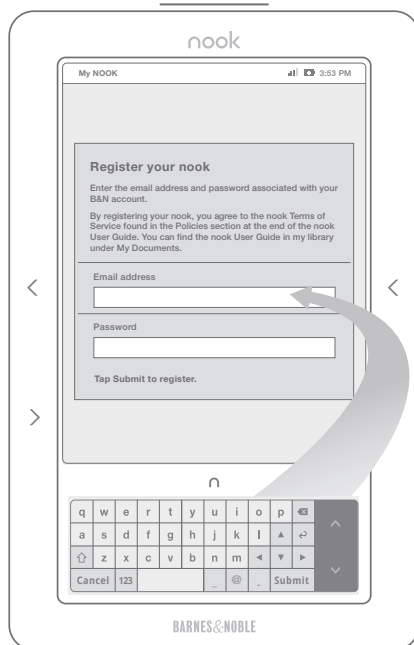 nook
My NOOK 3:53 PM
Register your nook
Enter the email address and password associated with your
B&N account.
By registering your nook, you agree to the nook Terms of
Service found in the Policies section at the end of the nook
User Guide. You can find the nook User Guide in my library
under My Documents.
Email address
Password
Tap Submit to register.
n
q w e r t y u i o p
a s d f g h j k l
z x c v b n m
Cancel 123 _ @ . Submit
BARNES&NOBLE